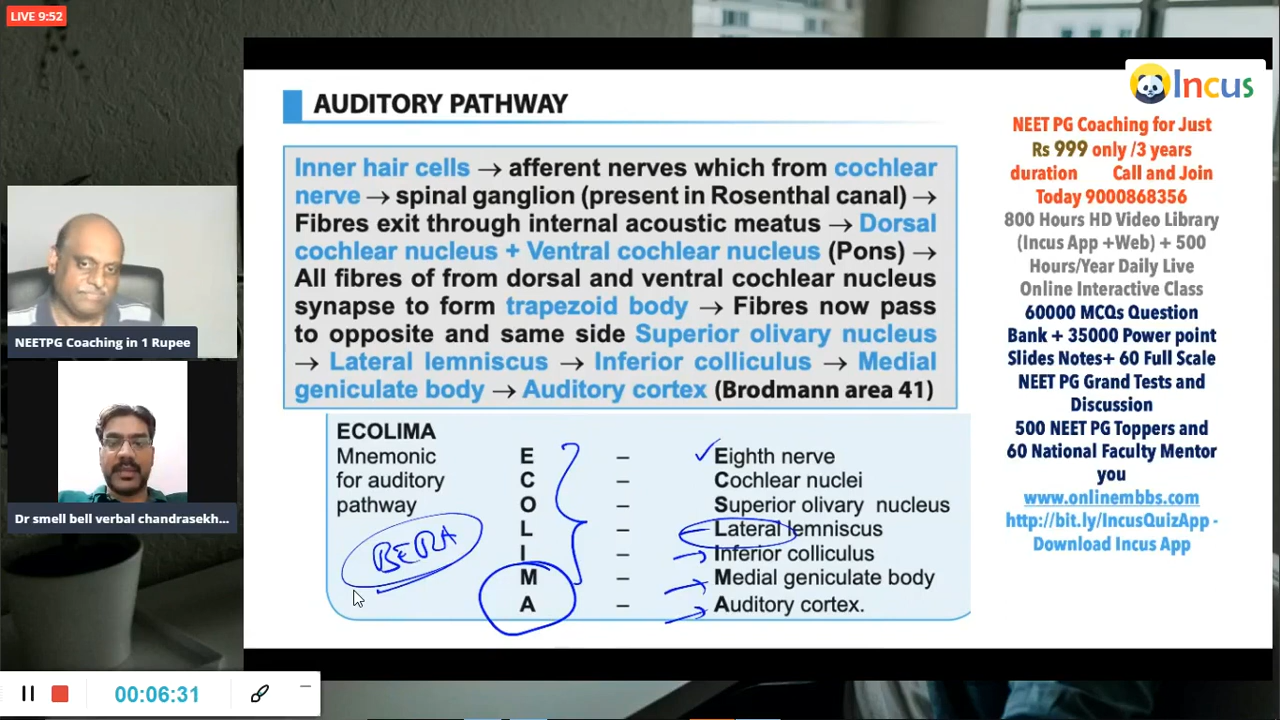 LIVE 9:52
Incus
AUDITORY PATHWAY
Inner hair cells → afferent nerves which from cochlear
nerve → spinal ganglion (present in Rosenthal canal) →
Fibres exit through internal acoustic meatus → Dorsal
cochlear nucleus + Ventral cochlear nucleus (Pons) →
All fibres of from dorsal and ventral cochlear nucleus
synapse to form trapezoid body → Fibres now pass
to opposite and same side Superior olivary nucleus
→ Lateral lemniscus → Inferior colliculus → Medial
geniculate body → Auditory cortex (Brodmann area 41)
ECOLIMA
Mnemonic
for auditory
pathway
BERA
E – Eighth nerve
C – Cochlear nuclei
O – Superior olivary nucleus
L – Lateral lemniscus
I – Inferior colliculus
M – Medial geniculate body
A – Auditory cortex.
NEET PG Coaching for Just
Rs 999 only /3 years
duration Call and Join
Today 9000868356
800 Hours HD Video Library
(Incus App +Web) + 500
Hours/Year Daily Live
Online Interactive Class
60000 MCQs Question
Bank + 35000 Power point
Slides Notes+ 60 Full Scale
NEET PG Grand Tests and
Discussion
500 NEET PG Toppers and
60 National Faculty Mentor
you
www.onlinembbs.com
http://bit.ly/IncusQuizApp -
Download Incus App
NEETPG Coaching in 1 Rupee
Dr smell bell verbal chandrasekh...
00:06:31